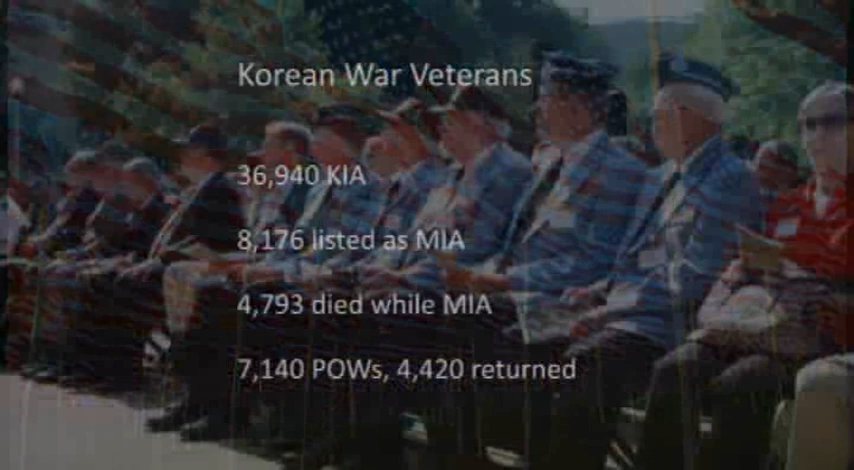 Korean War Veterans
36,940 KIA
8,176 listed as MIA
4,793 died while MIA
7,140 POWs, 4,420 returned